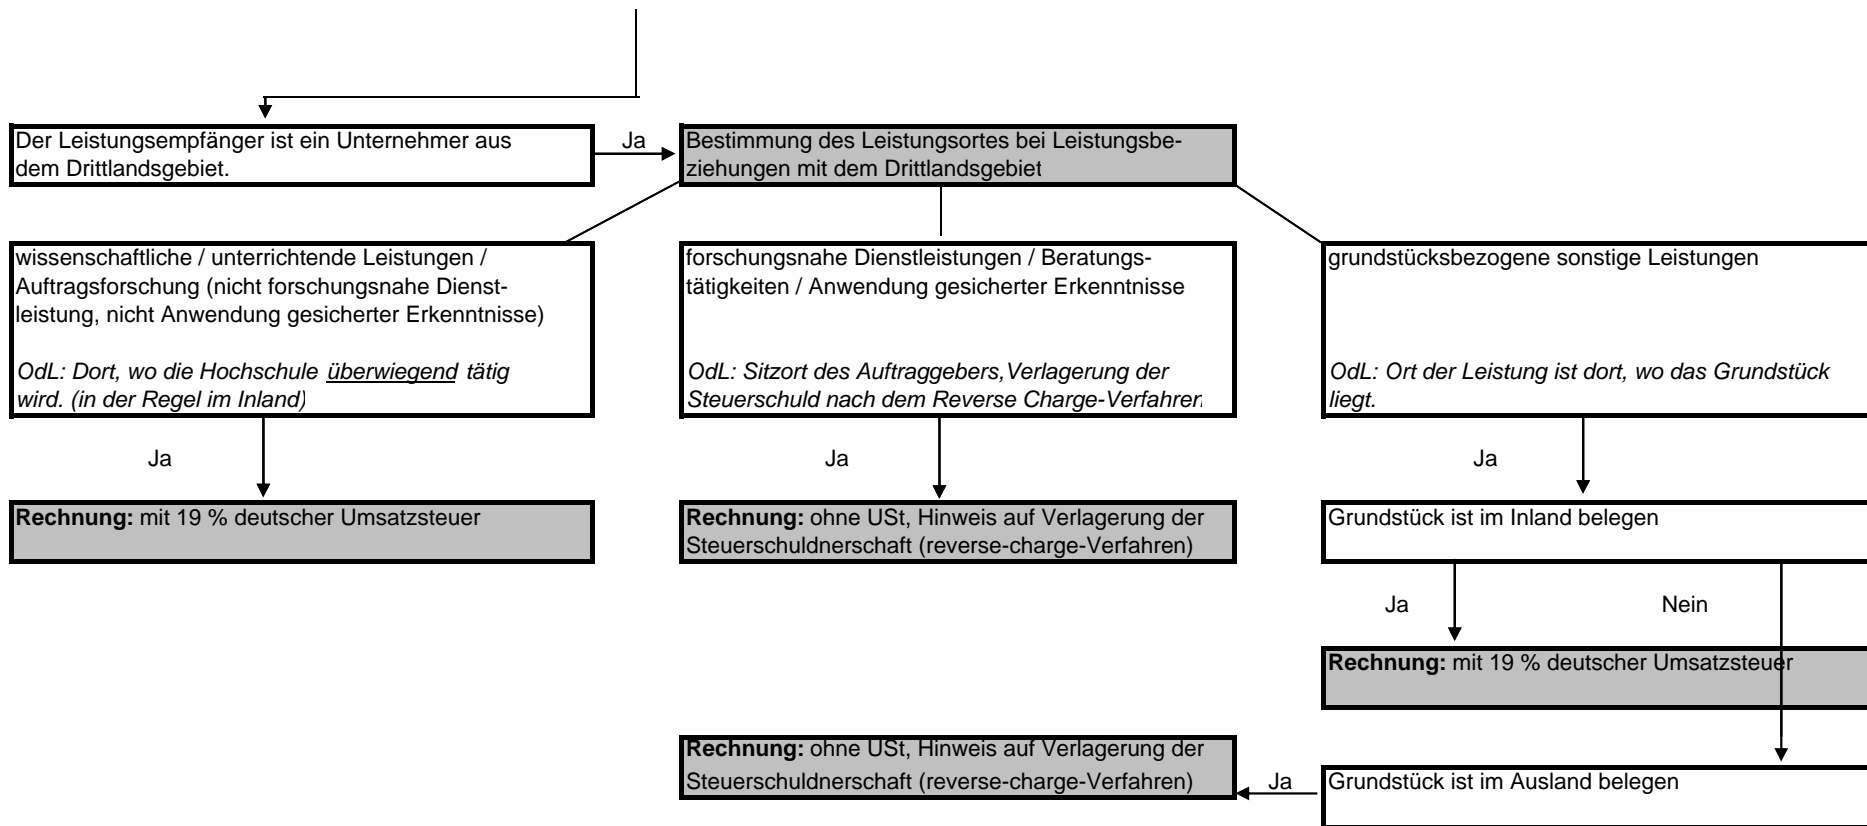 Der Leistungsempfänger ist ein Unternehmer aus
dem Drittlandsgebiet.
Ja
Bestimmung des Leistungsortes bei Leistungsbe-
ziehungen mit dem Drittlandsgebiet
wissenschaftliche / unterrichtende Leistungen /
Auftragsforschung (nicht forschungsnahe Dienst-
leistung, nicht Anwendung gesicherter Erkenntnisse)
OdL: Dort, wo die Hochschule überwiegend tätig
wird. (in der Regel im Inland)
forschungsnahe Dienstleistungen / Beratungs-
tätigkeiten / Anwendung gesicherter Erkenntnisse
OdL: Sitzort des Auftraggebers,Verlagerung der
Steuerschuld nach dem Reverse Charge-Verfahren
grundstücksbezogene sonstige Leistungen
OdL: Ort der Leistung ist dort, wo das Grundstück
liegt.
Ja
Ja
Ja
Rechnung: mit 19 % deutscher Umsatzsteuer
Rechnung: ohne USt, Hinweis auf Verlagerung der
Steuerschuldnerschaft (reverse-charge-Verfahren)
Grundstück ist im Inland belegen
Ja
Nein
Rechnung: mit 19 % deutscher Umsatzsteuer
Rechnung: ohne USt, Hinweis auf Verlagerung der
Steuerschuldnerschaft (reverse-charge-Verfahren)
Ja
Grundstück ist im Ausland belegen